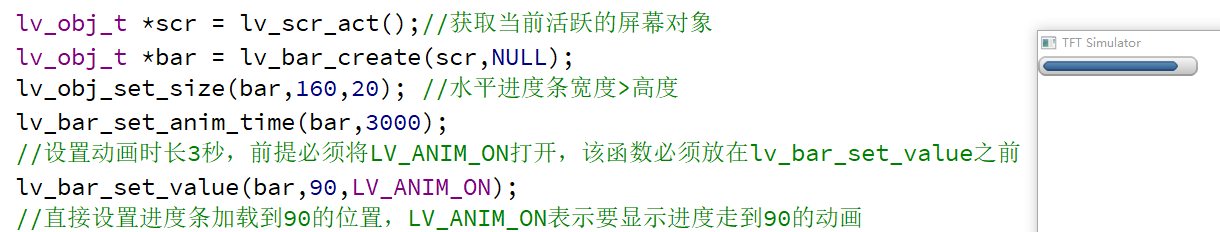 lv_obj_t *scr = lv_scr_act();//获取当前活跃的屏幕对象
lv_obj_t *bar = lv_bar_create(scr,NULL);
lv_obj_set_size(bar,160,20); //水平进度条宽度>高度
lv_bar_set_anim_time(bar,3000);
//设置动画时长3秒，前提必须将LV_ANIM_ON打开，该函数必须放在lv_bar_set_value之前
lv_bar_set_value(bar,90,LV_ANIM_ON);
//直接设置进度条加载到90的位置，LV_ANIM_ON表示要显示进度走到90的动画
TFT Simulator